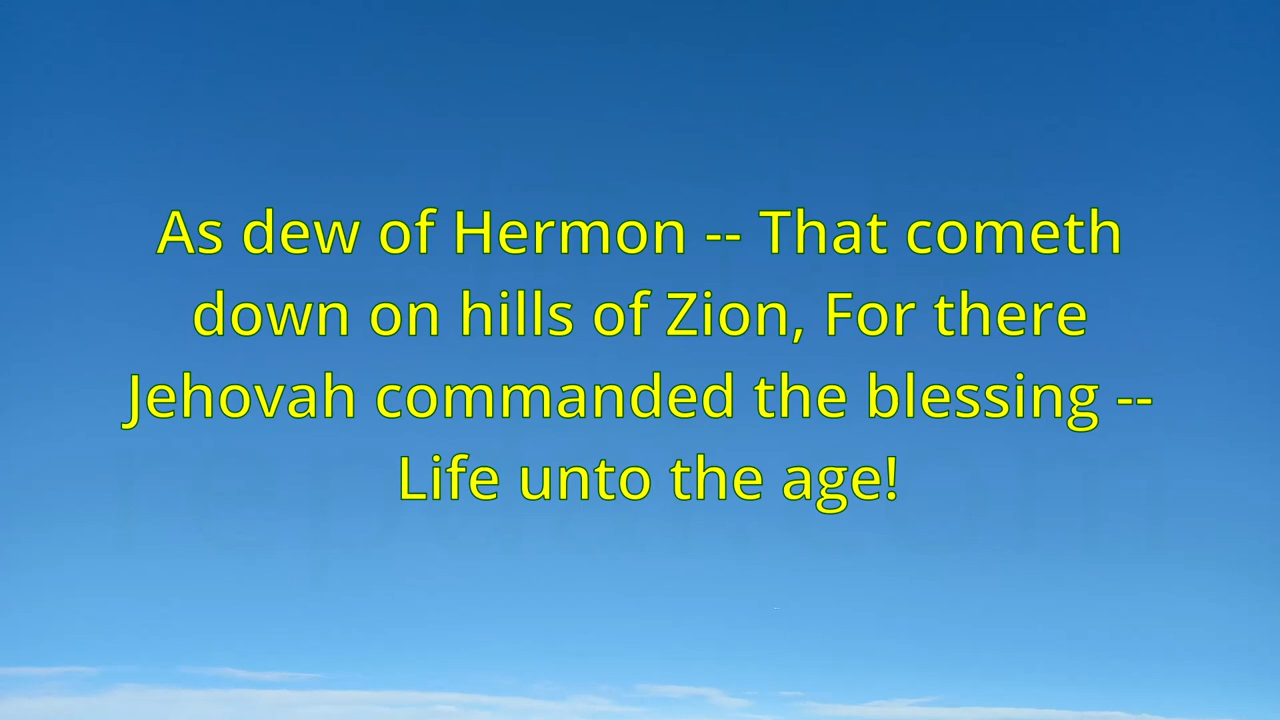 As dew of Hermon -- That cometh
down on hills of Zion, For there
Jehovah commanded the blessing --
Life unto the age!